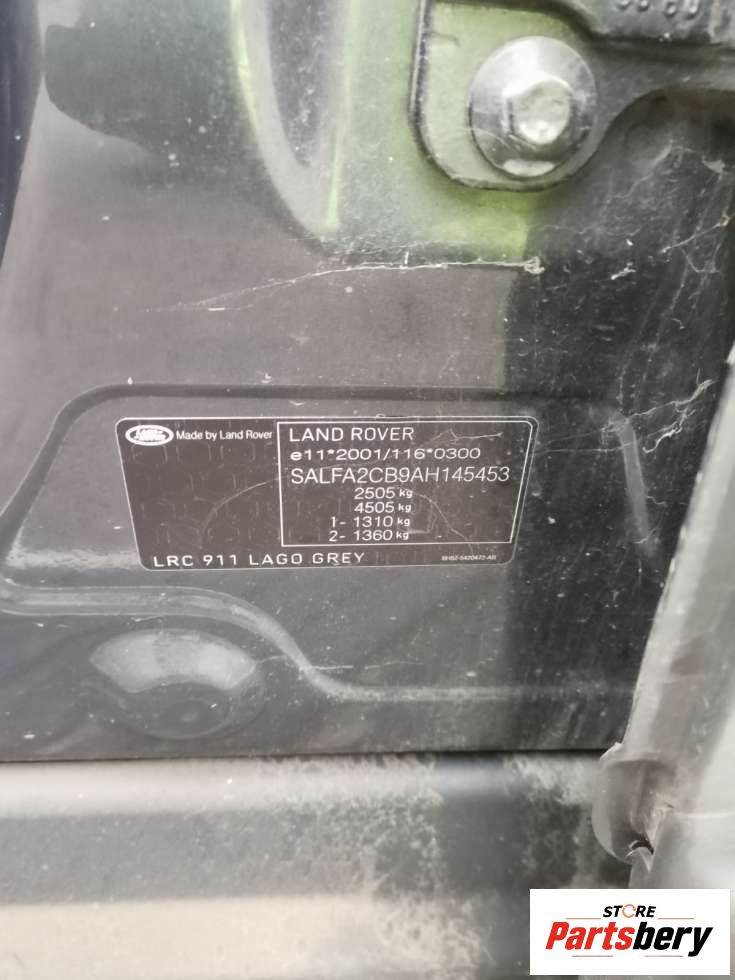 Made by Land Rover
LAND ROVER
e11*2001/116*0300
SALFA2CB9AH145453
2505 kg
4505 kg
1- 1310 kg
2- 1360 kg
LRC 911 LAGO GREY
STORE
Partsbery